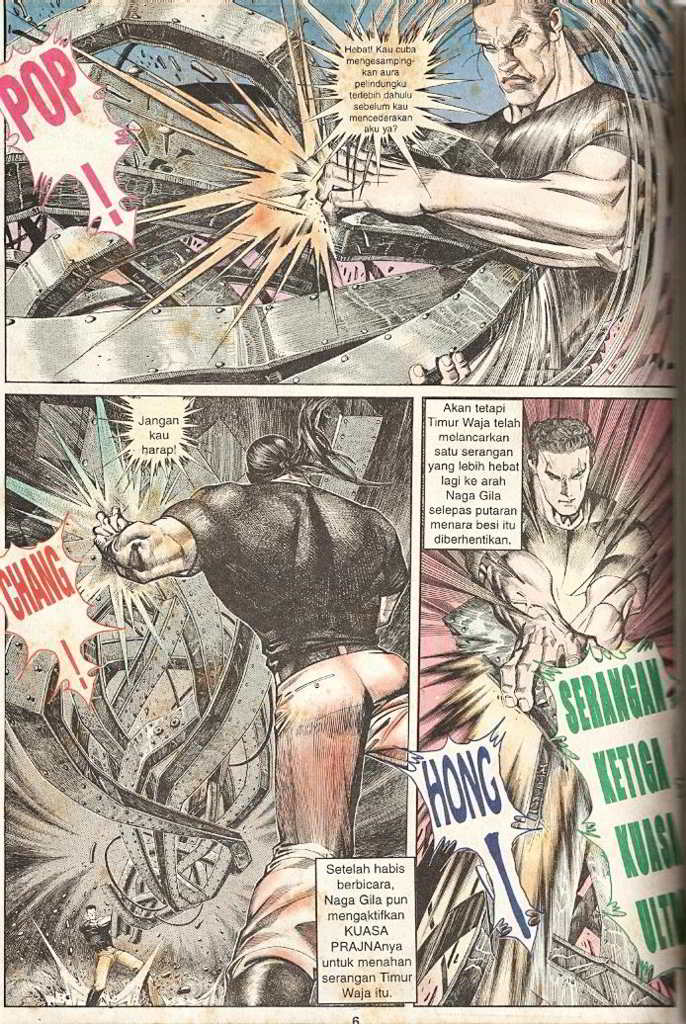 POP
!
Hebat! Kau cuba
mengesamping-
kan aura
pelindungku
terlebih dahulu
sebelum kau
mencederakan
aku ya?
Jangan
kau
harap!
CHANG
!
Setelah habis
berbicara,
Naga Gila pun
mengaktifkan
KUASA
PRAJNAnya
untuk menahan
serangan Timur
Waja itu.
Akan tetapi
Timur Waja telah
melancarkan
satu serangan
yang lebih hebat
lagi ke arah
Naga Gila
selepas putaran
menara besi itu
diberhentikan.
HONG
!
SERANGAN
KETIGA
KUASA
6